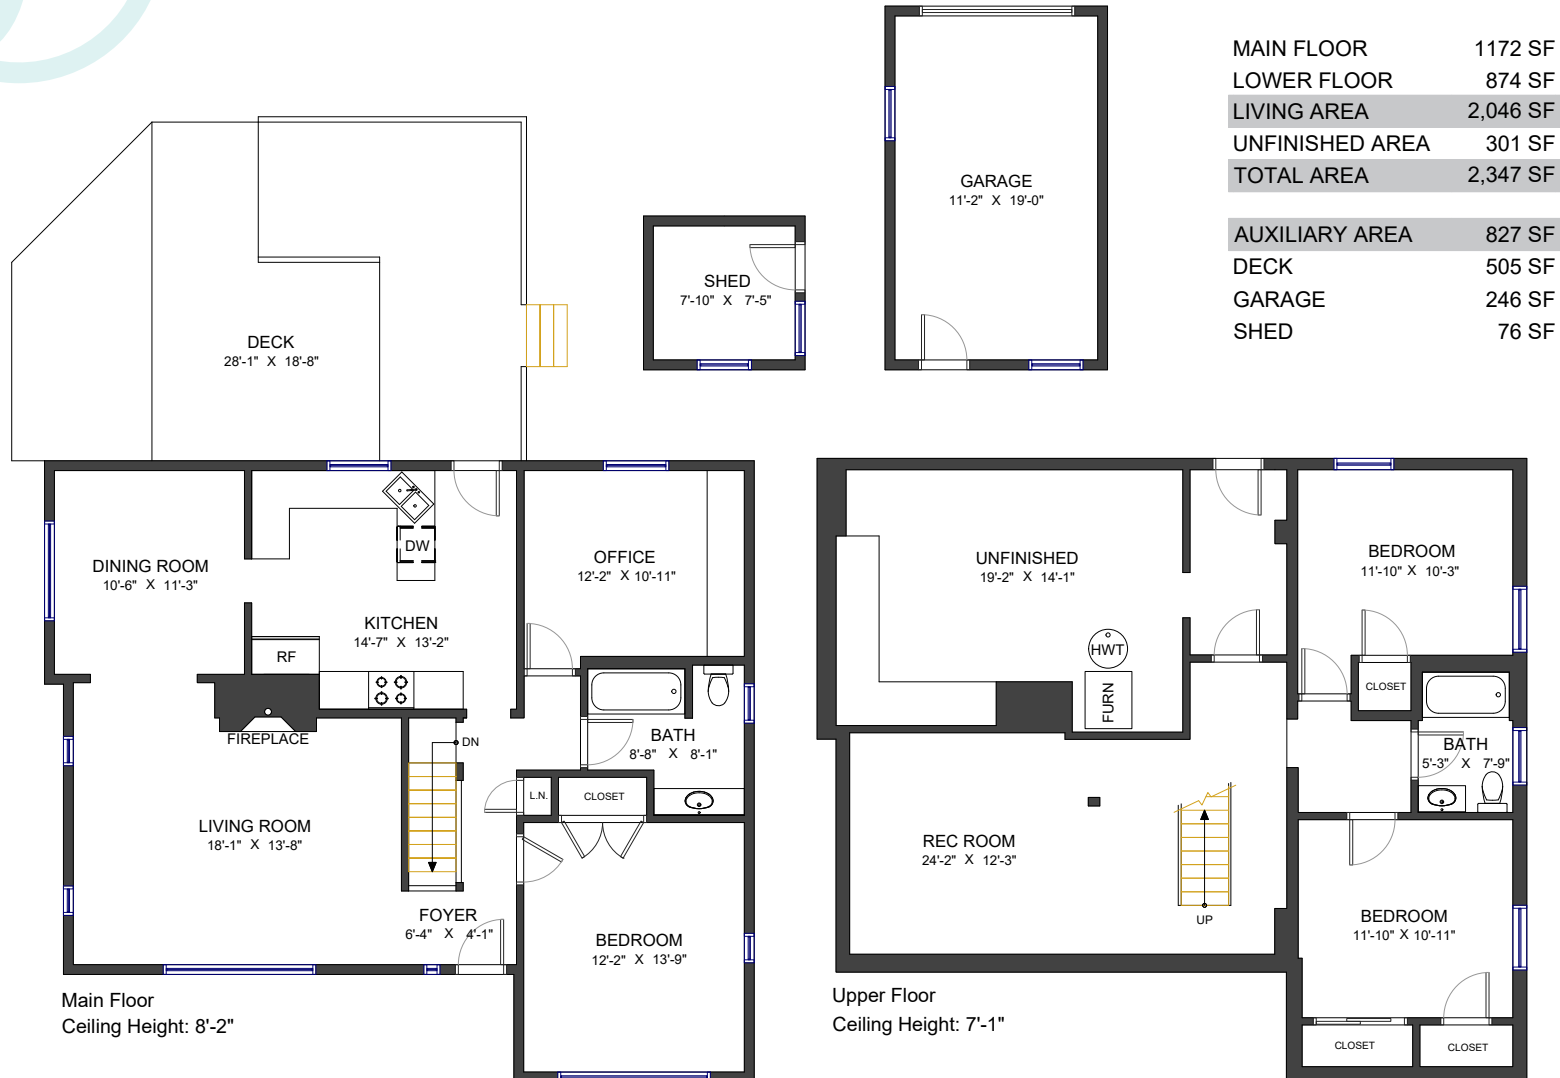 MAIN FLOOR 1172 SF
LOWER FLOOR 874 SF
LIVING AREA 2,046 SF
UNFINISHED AREA 301 SF
TOTAL AREA 2,347 SF
AUXILIARY AREA 827 SF
DECK 505 SF
GARAGE 246 SF
SHED 76 SF
GARAGE
11'-2" X 19'-0"
SHED
7'-10" X 7'-5"
DECK
28'-1" X 18'-8"
DINING ROOM
10'-6" X 11'-3"
DW
KITCHEN
14'-7" X 13'-2"
RF
OFFICE
12'-2" X 10'-11"
FIREPLACE
DN
BATH
8'-8" X 8'-1"
L.N.
CLOSET
LIVING ROOM
18'-1" X 13'-8"
FOYER
6'-4" X 4'-1"
BEDROOM
12'-2" X 13'-9"
Main Floor
Ceiling Height: 8'-2"
UNFINISHED
19'-2" X 14'-1"
HWT
FURN
BEDROOM
11'-10" X 10'-3"
CLOSET
BATH
5'-3" X 7'-9"
REC ROOM
24'-2" X 12'-3"
UP
BEDROOM
11'-10" X 10'-11"
CLOSET
CLOSET
Upper Floor
Ceiling Height: 7'-1"